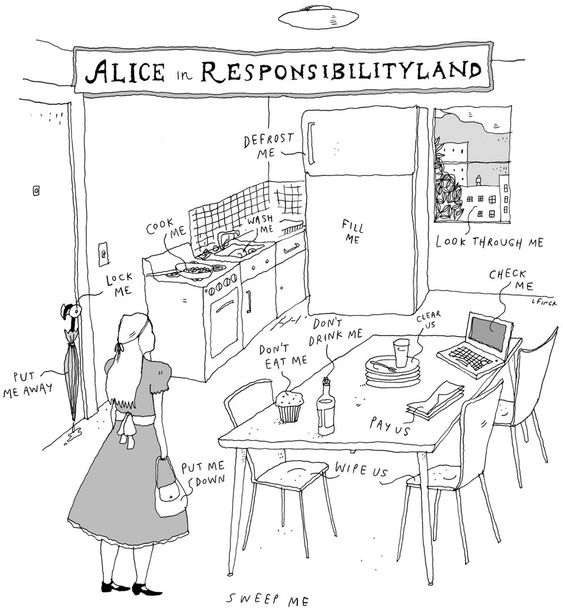 ALICE in RESPONSIBILITYLAND
DEFROST
ME
COOK
ME
WASH
ME
FILL
ME
LOOK THROUGH ME
LOCK
ME
CHECK
ME
LFinck
PUT
ME AWAY
DON'T
EAT ME
DON'T
DRINK ME
CLEAR
US
PAY US
PUT ME
DOWN
WIPE US
SWEEP ME